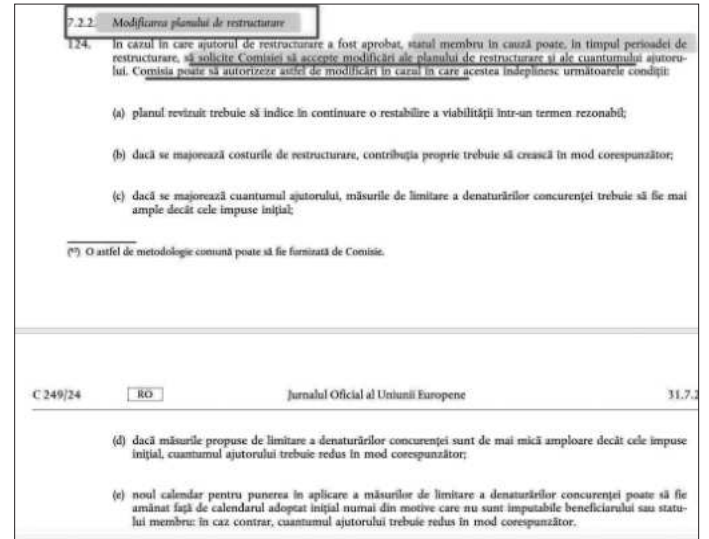 7.2.2. Modificarea planului de restructurare
124. In cazul în care ajutorul de restructurare a fost aprobat, statul membru în cauză poate, în timpul perioadei de
restructurare, să solicite Comisiei să accepte modificări ale planului de restructurare și ale cuantumului ajutoru-
lui. Comisia poate să autorizeze astfel de modificări în cazul în care acestea îndeplinesc următoarele condiții:
(a) planul revizuit trebuie să indice în continuare o restabilire a viabilității într-un termen rezonabil;
(b) dacă se majorează costurile de restructurare, contribuția proprie trebuie să crească în mod corespunzător;
(c) dacă se majorează cuantumul ajutorului, măsurile de limitare a denaturărilor concurenței trebuie să fie mai
ample decât cele impuse inițial;
O astfel de metodologie comună poate să fie furnizată de Comisie.
C 249/24 RO Jurnalul Oficial al Uniunii Europene 31.7.2
(d) dacă măsurile propuse de limitare a denaturărilor concurenței sunt de mai mică amploare decât cele impuse
inițial, cuantumul ajutorului trebuie redus în mod corespunzător;
(e) noul calendar pentru punerea în aplicare a măsurilor de limitare a denaturărilor concurenței poate să fie
amânat față de calendarul adoptat inițial numai din motive care nu sunt imputabile beneficiarului sau statu-
lui membru: în caz contrar, cuantumul ajutorului trebuie redus în mod corespunzător.